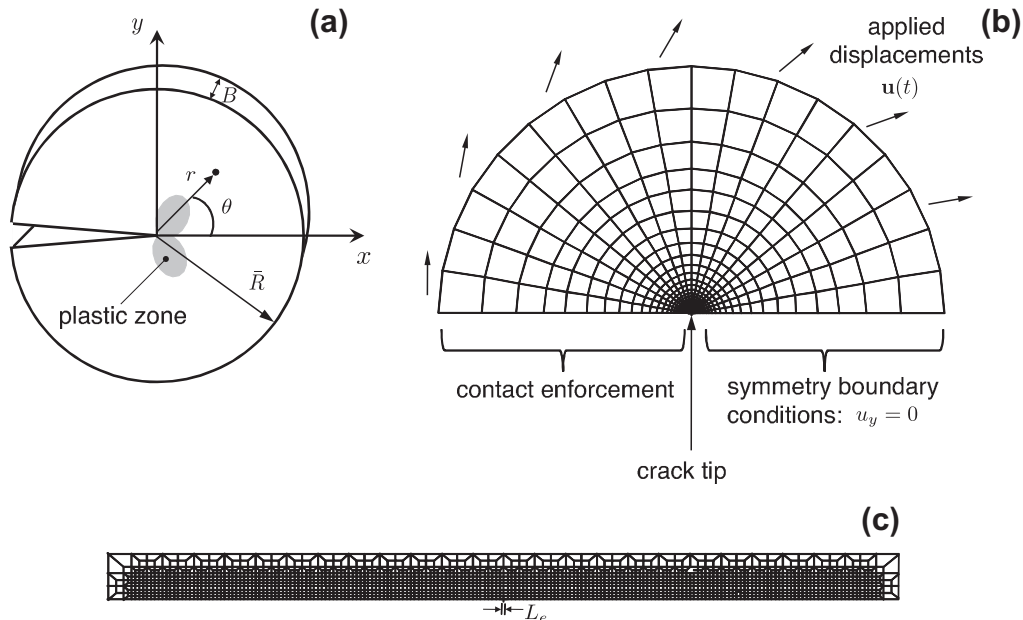 (a)
y
B
r
θ
x
R̄
plastic zone
(b)
applied
displacements
u(t)
contact enforcement
symmetry boundary
conditions: u_y = 0
crack tip
(c)
L_e